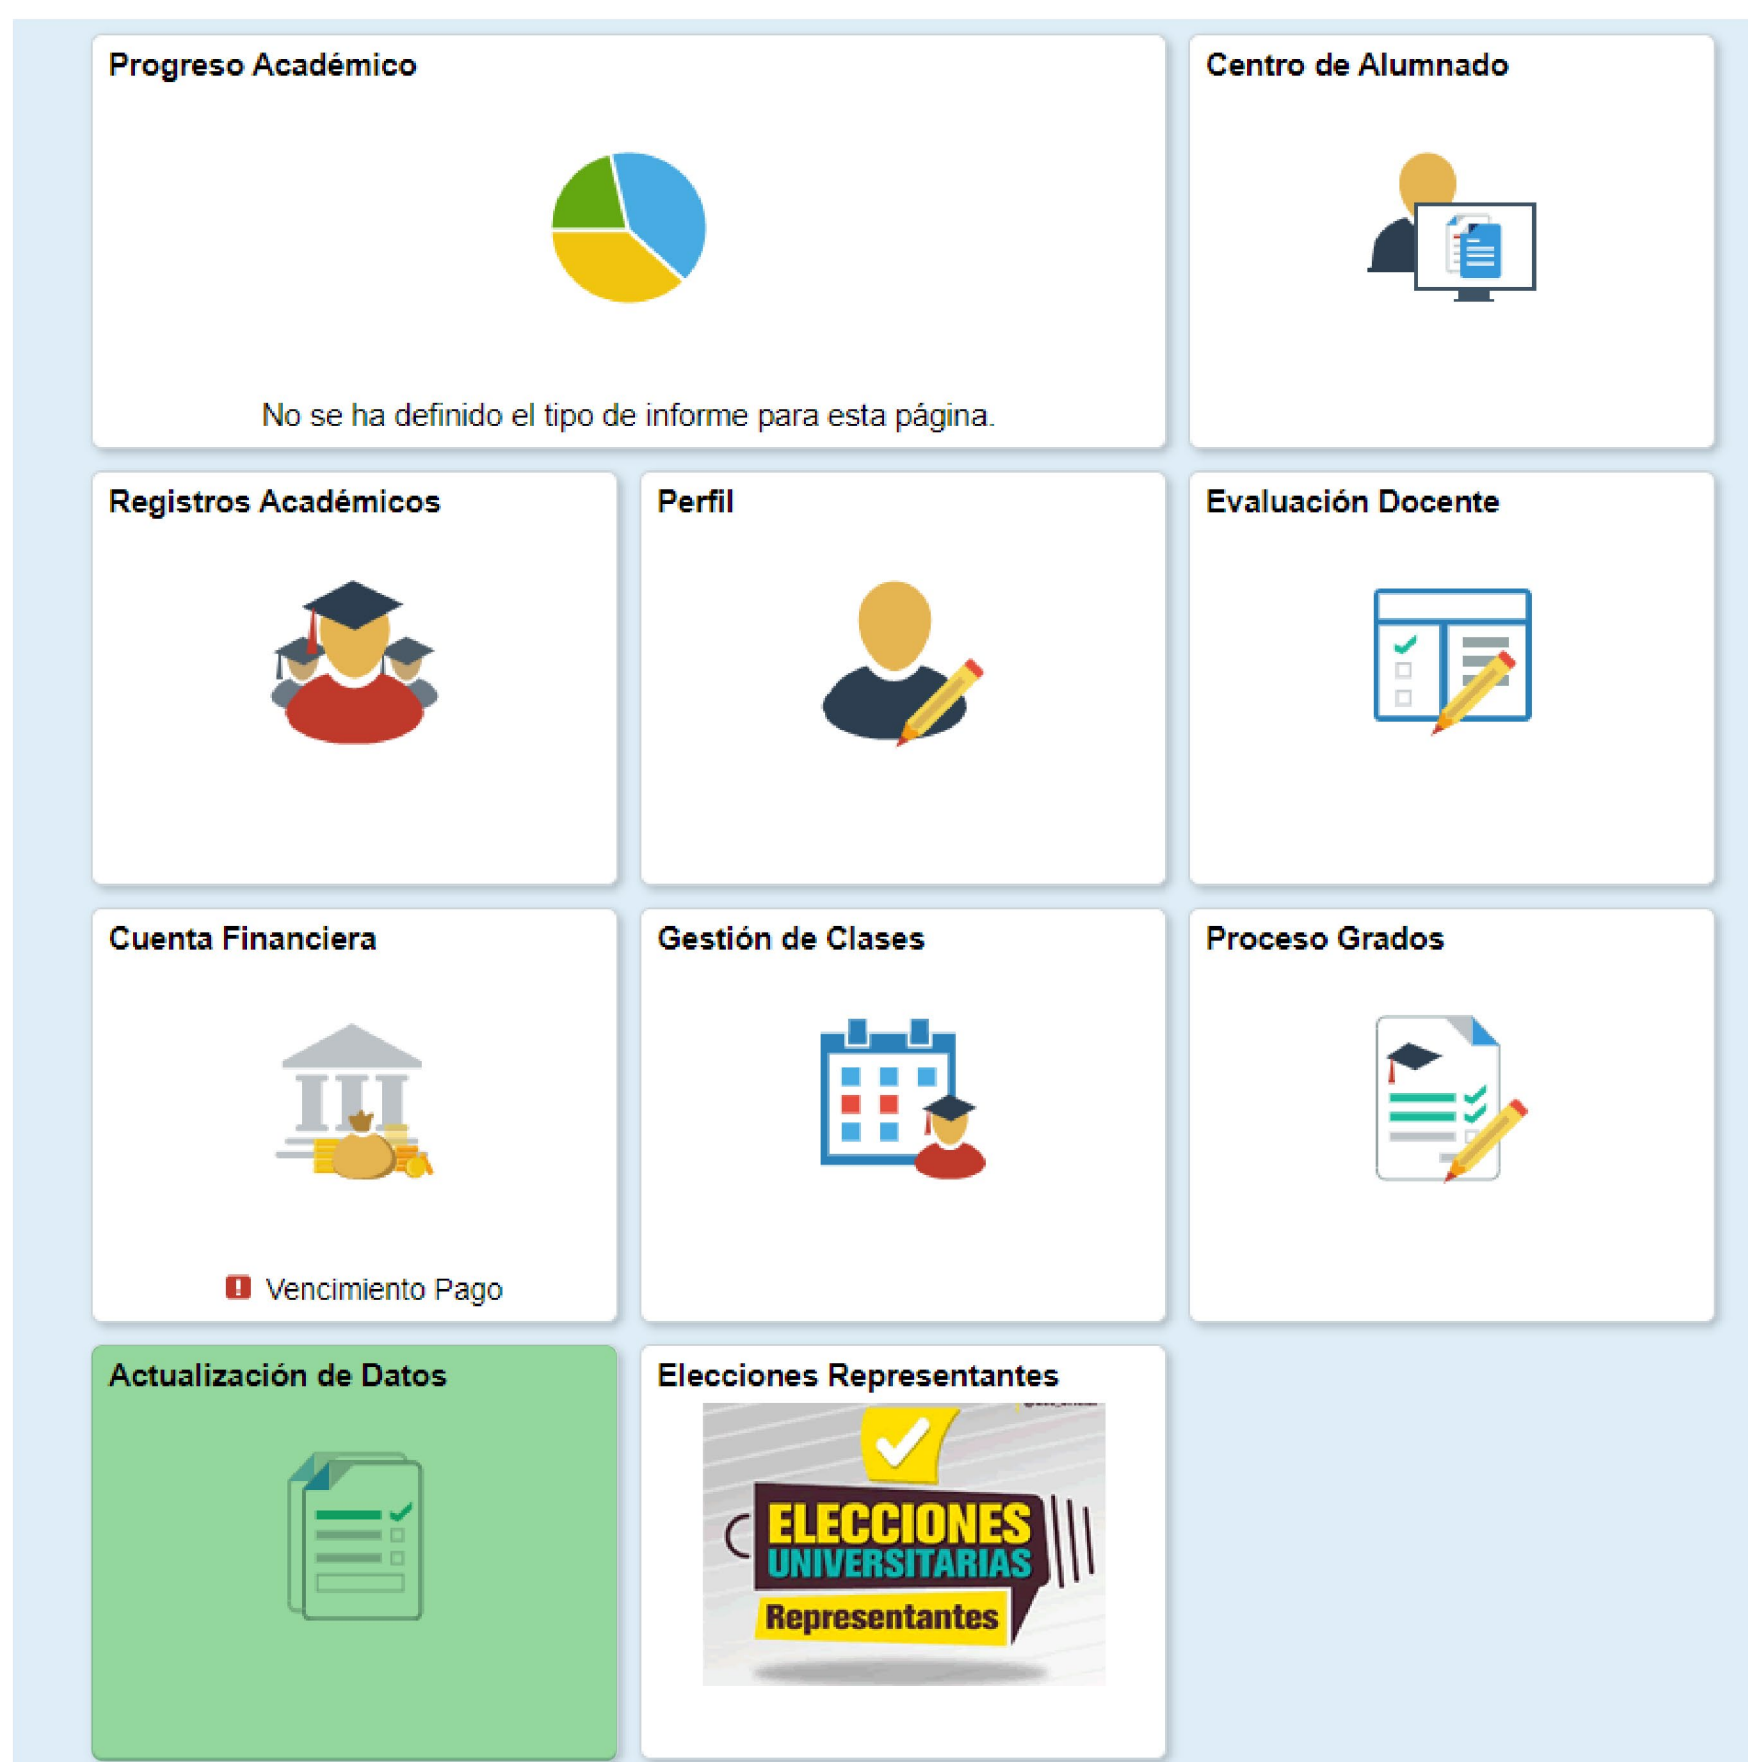 Progreso Académico
Centro de Alumnado
No se ha definido el tipo de informe para esta página.
Registros Académicos
Perfil
Evaluación Docente
Cuenta Financiera
Gestión de Clases
Proceso Grados
Vencimiento Pago
Actualización de Datos
Elecciones Representantes
ELECCIONES
UNIVERSITARIAS
Representantes